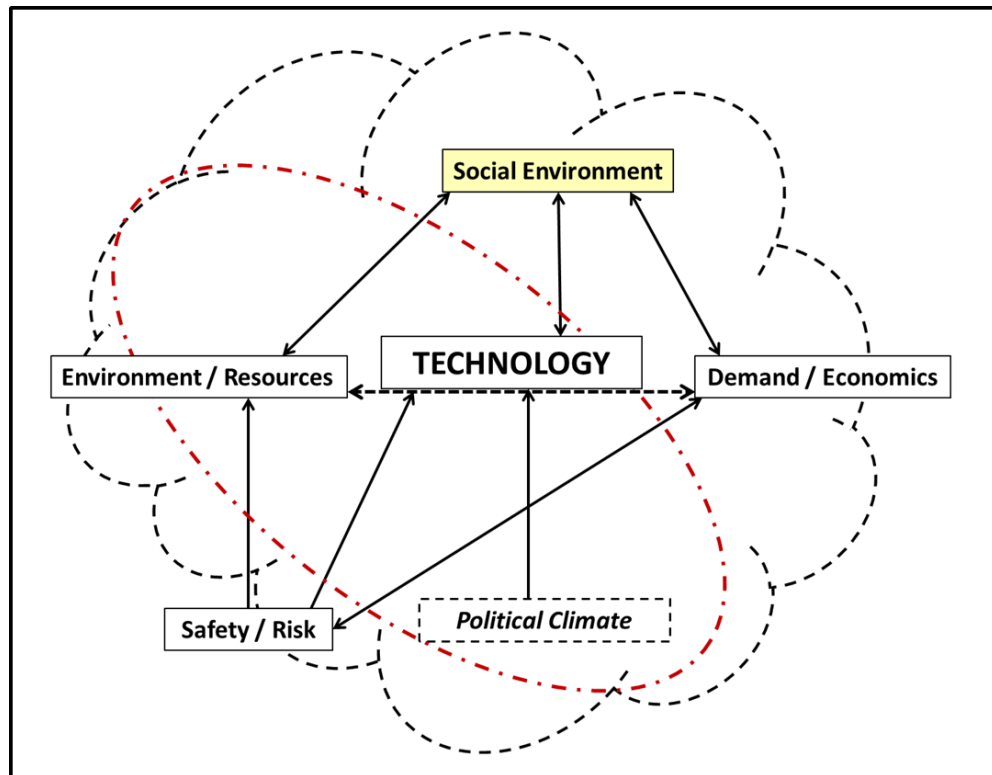 Social Environment
TECHNOLOGY
Environment / Resources
Demand / Economics
Safety / Risk
Political Climate